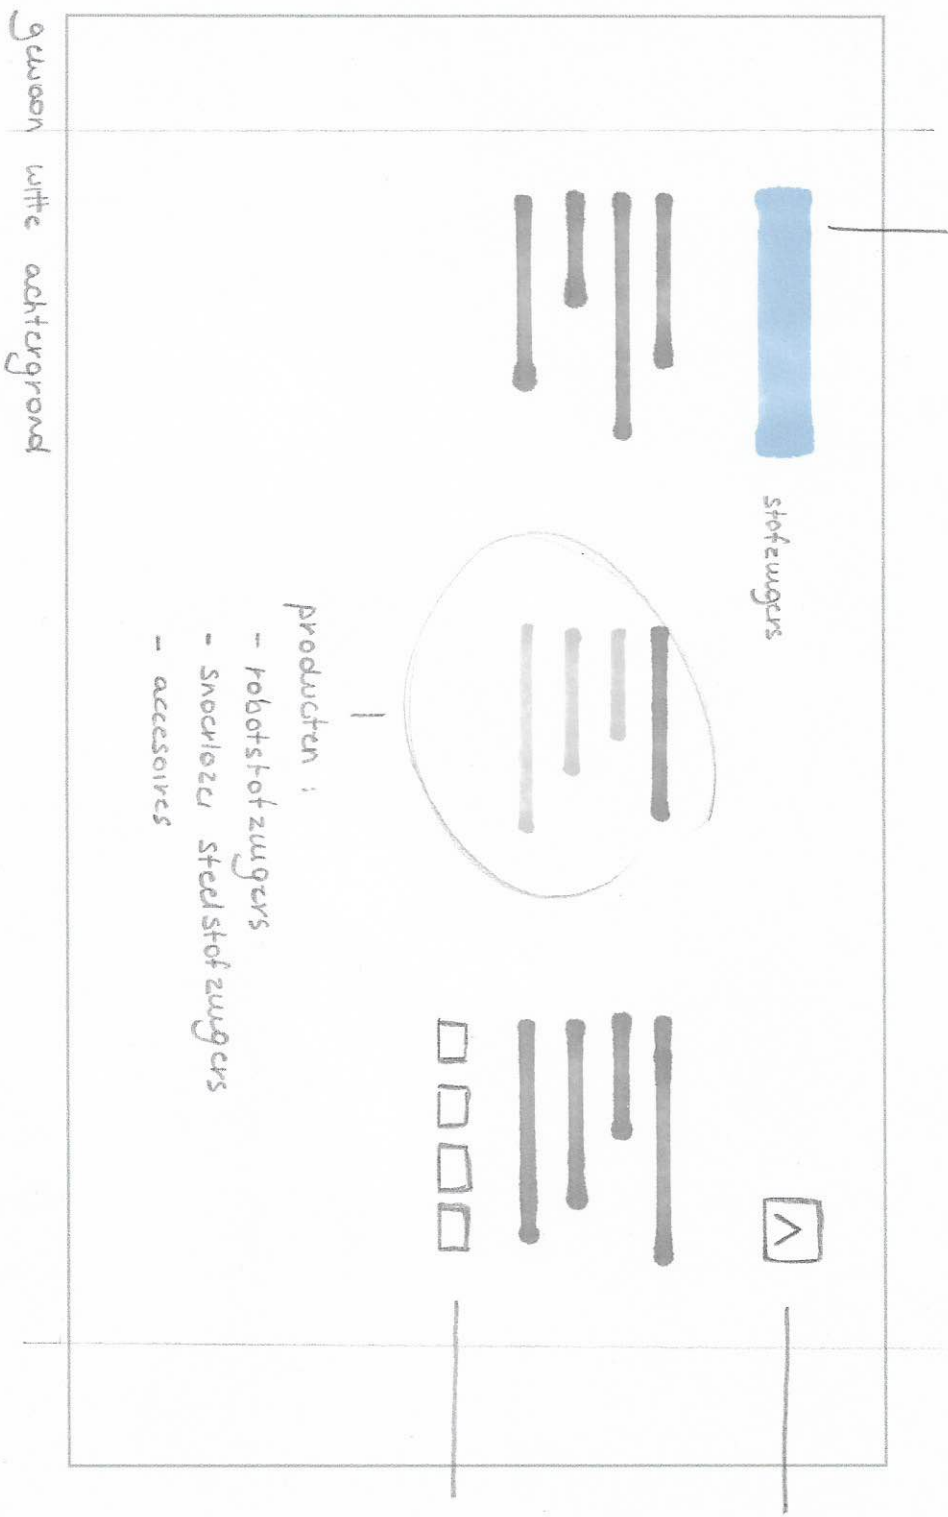 stofzuigers
producten :
- robotstofzuigers
- snoerloze steelstofzuigers
- accesoires
gewoon witte achtergrond